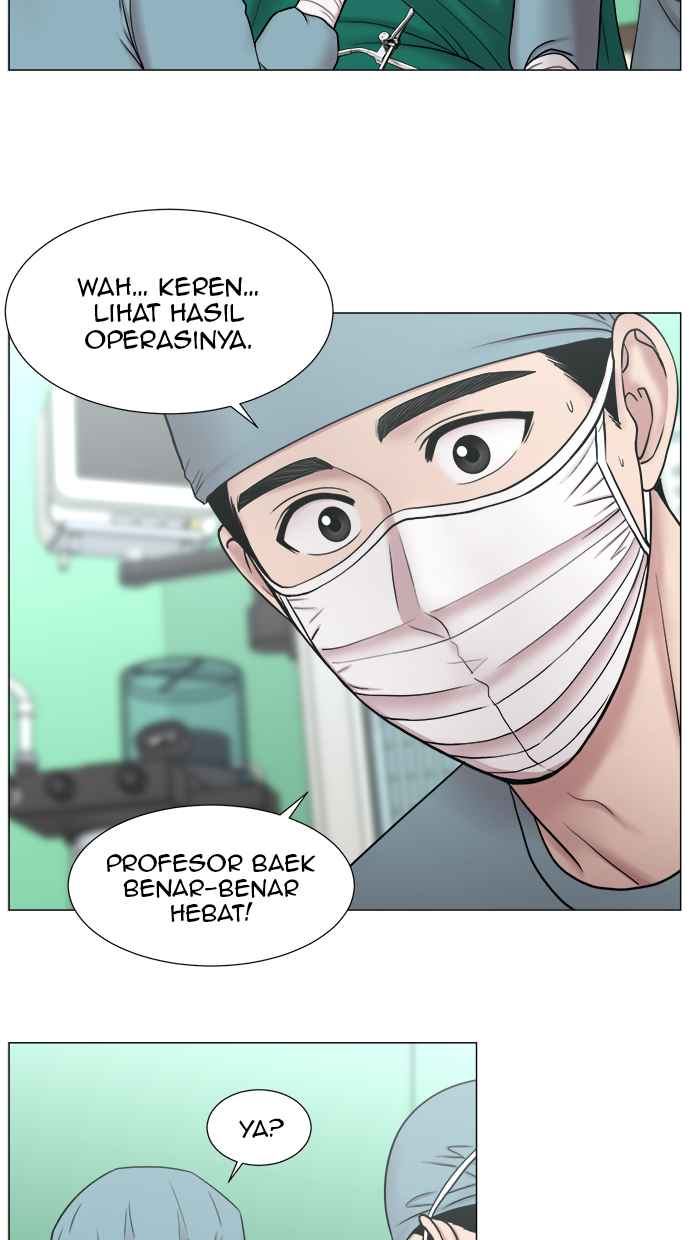 WAH... KEREN...
LIHAT HASIL
OPERASINYA.
PROFESOR BAEK
BENAR-BENAR
HEBAT!
YA?